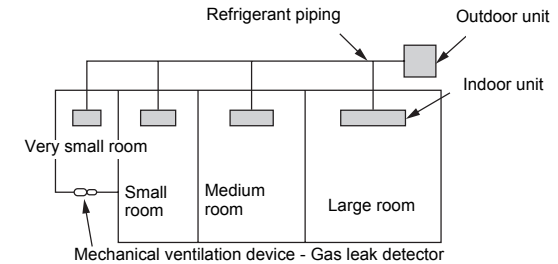 Refrigerant piping
Outdoor unit
Indoor unit
Very small room
Small
room
Medium
room
Large room
Mechanical ventilation device - Gas leak detector